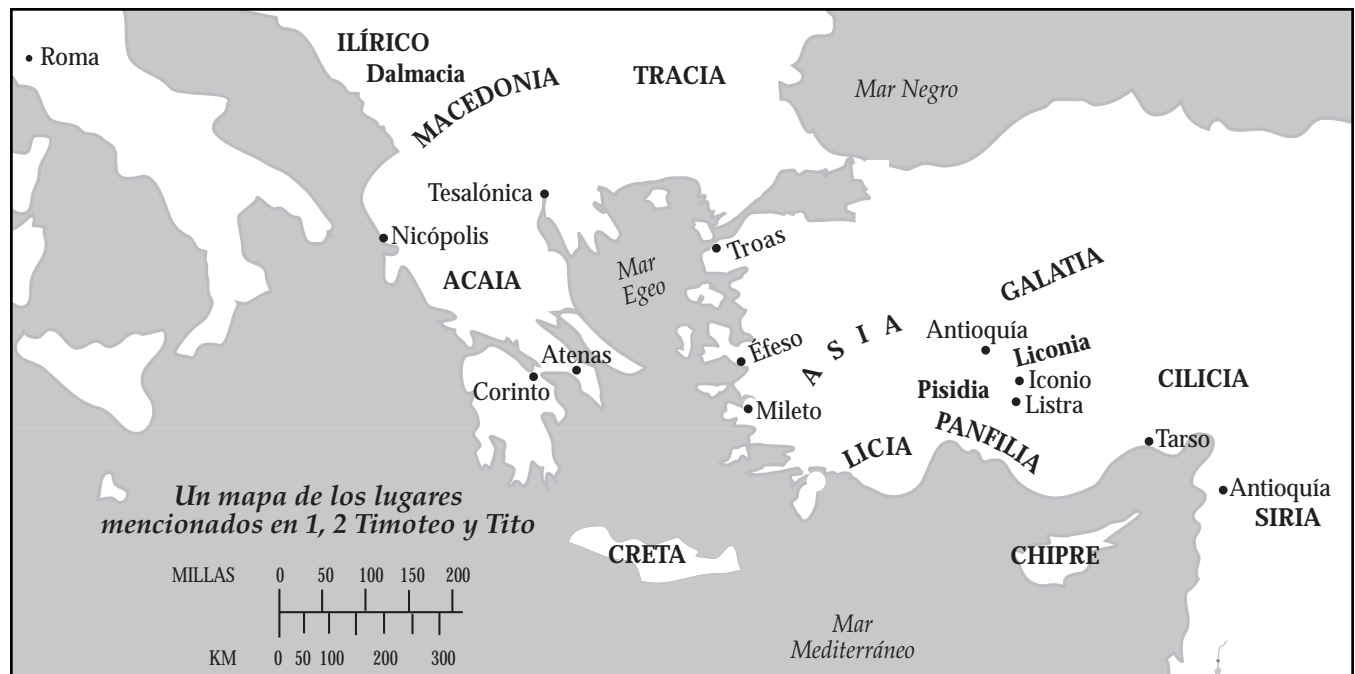 Roma
ILÍRICO
Dalmacia
MACEDONIA
TRACIA
Mar Negro
Tesalónica
Nicópolis
ACAIA
Mar
Egeo
Troas
GALATIA
Antioquía
Liconia
Éfeso
ASIA
Atenas
Corinto
Pisidia
Iconio
Listra
CILICIA
Mileto
LICIA
PANFILIA
Tarso
Antioquía
SIRIA
Un mapa de los lugares
mencionados en 1, 2 Timoteo y Tito
CRETA
CHIPRE
MILLAS 0 50 100 150 200
KM 0 50 100 200 300
Mar
Mediterráneo